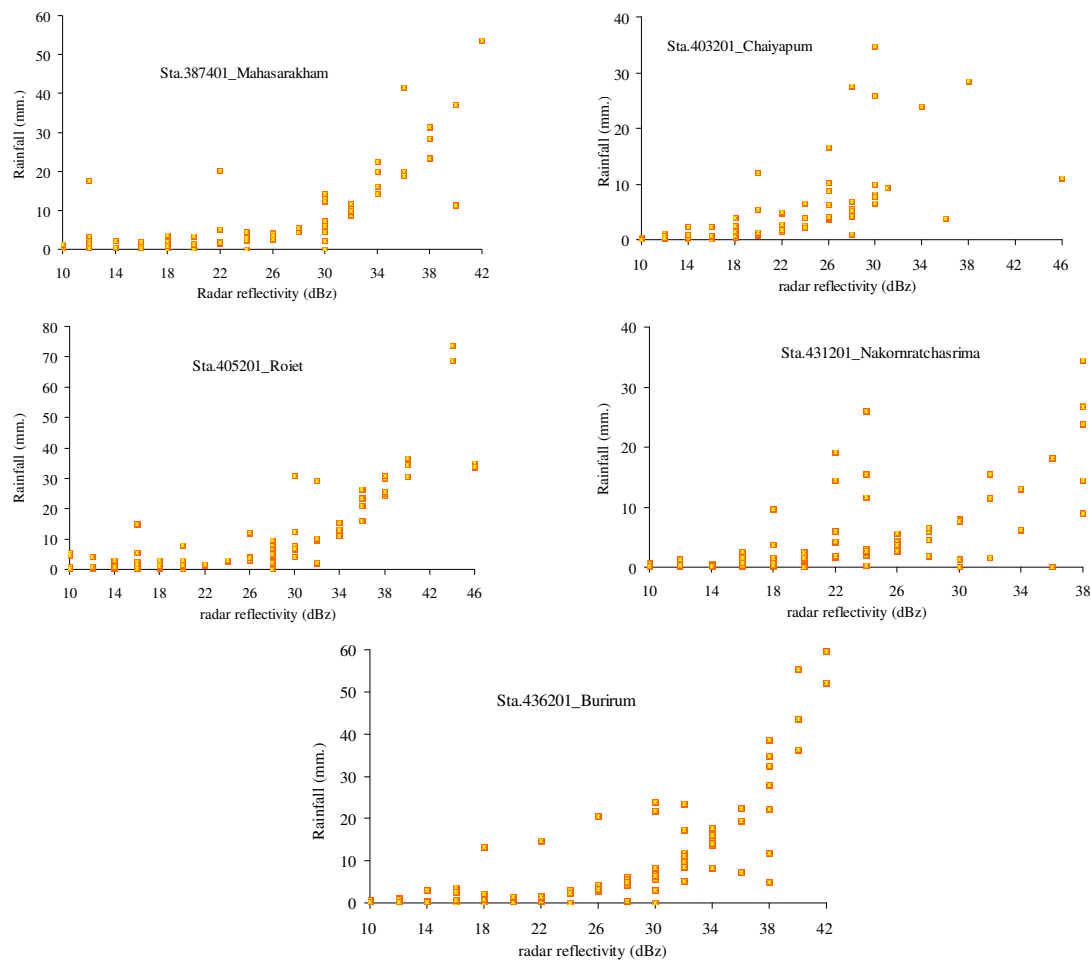 Sta.387401_Mahasarakham
Rainfall (mm.)
60
50
40
30
20
10
0
10 14 18 22 26 30 34 38 42
Radar reflectivity (dBz)
Sta.403201_Chaiyapum
Rainfall (mm.)
40
30
20
10
0
10 14 18 22 26 30 34 38 42 46
radar reflectivity (dBz)
Sta.405201_Roiet
Rainfall (mm.)
80
70
60
50
40
30
20
10
0
10 14 18 22 26 30 34 38 42 46
radar reflectivity (dBz)
Sta.431201_Nakornratchasrima
Rainfall (mm.)
40
30
20
10
0
10 14 18 22 26 30 34 38
radar reflectivity (dBz)
Sta.436201_Burirum
Rainfall (mm.)
60
50
40
30
20
10
0
10 14 18 22 26 30 34 38 42
radar reflectivity (dBz)